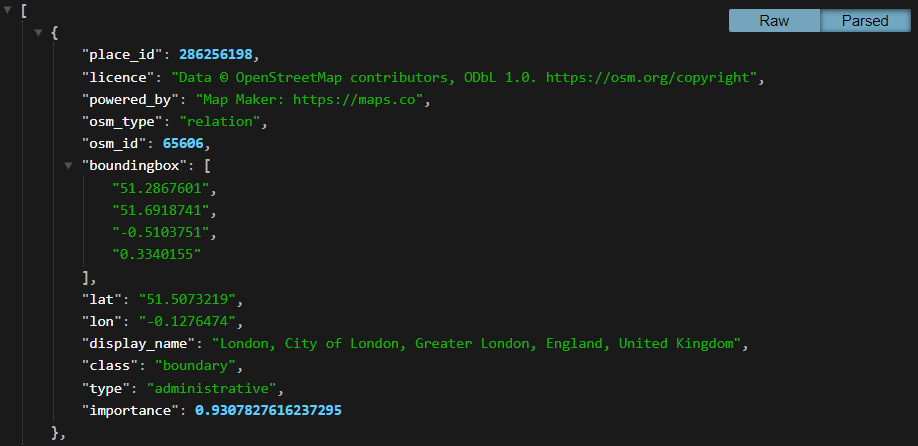 [
Raw Parsed
{
"place_id": 286256198,
"licence": "Data © OpenStreetMap contributors, ODbL 1.0. https://osm.org/copyright",
"powered_by": "Map Maker: https://maps.co",
"osm_type": "relation",
"osm_id": 65606,
"boundingbox": [
"51.2867601",
"51.6918741",
"-0.5103751",
"0.3340155"
],
"lat": "51.5073219",
"lon": "-0.1276474",
"display_name": "London, City of London, Greater London, England, United Kingdom",
"class": "boundary",
"type": "administrative",
"importance": 0.9307827616237295
},